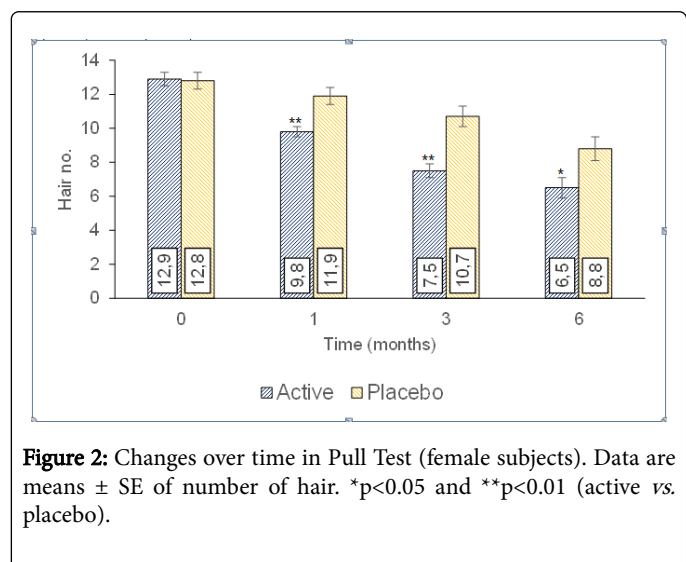 14
12
10
8
6
4
2
0
Hair no.
** ** *
12,9 12,8 9,8 11,9 7,5 10,7 6,5 8,8
0 1 3 6
Time (months)
Active Placebo
Figure 2: Changes over time in Pull Test (female subjects). Data are
means ± SE of number of hair. *p<0.05 and **p<0.01 (active vs.
placebo).